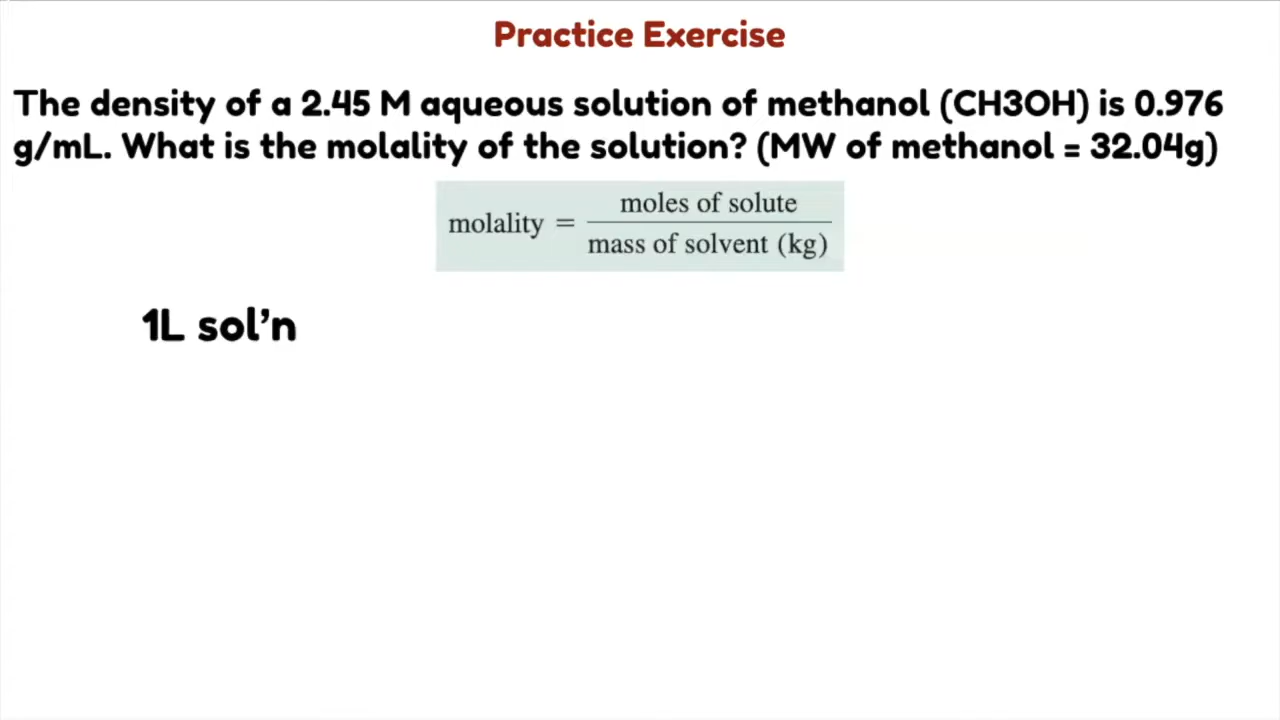 Practice Exercise
The density of a 2.45 M aqueous solution of methanol (CH3OH) is 0.976
g/mL. What is the molality of the solution? (MW of methanol = 32.04g)
moles of solute
molality =
mass of solvent (kg)
1L sol’n